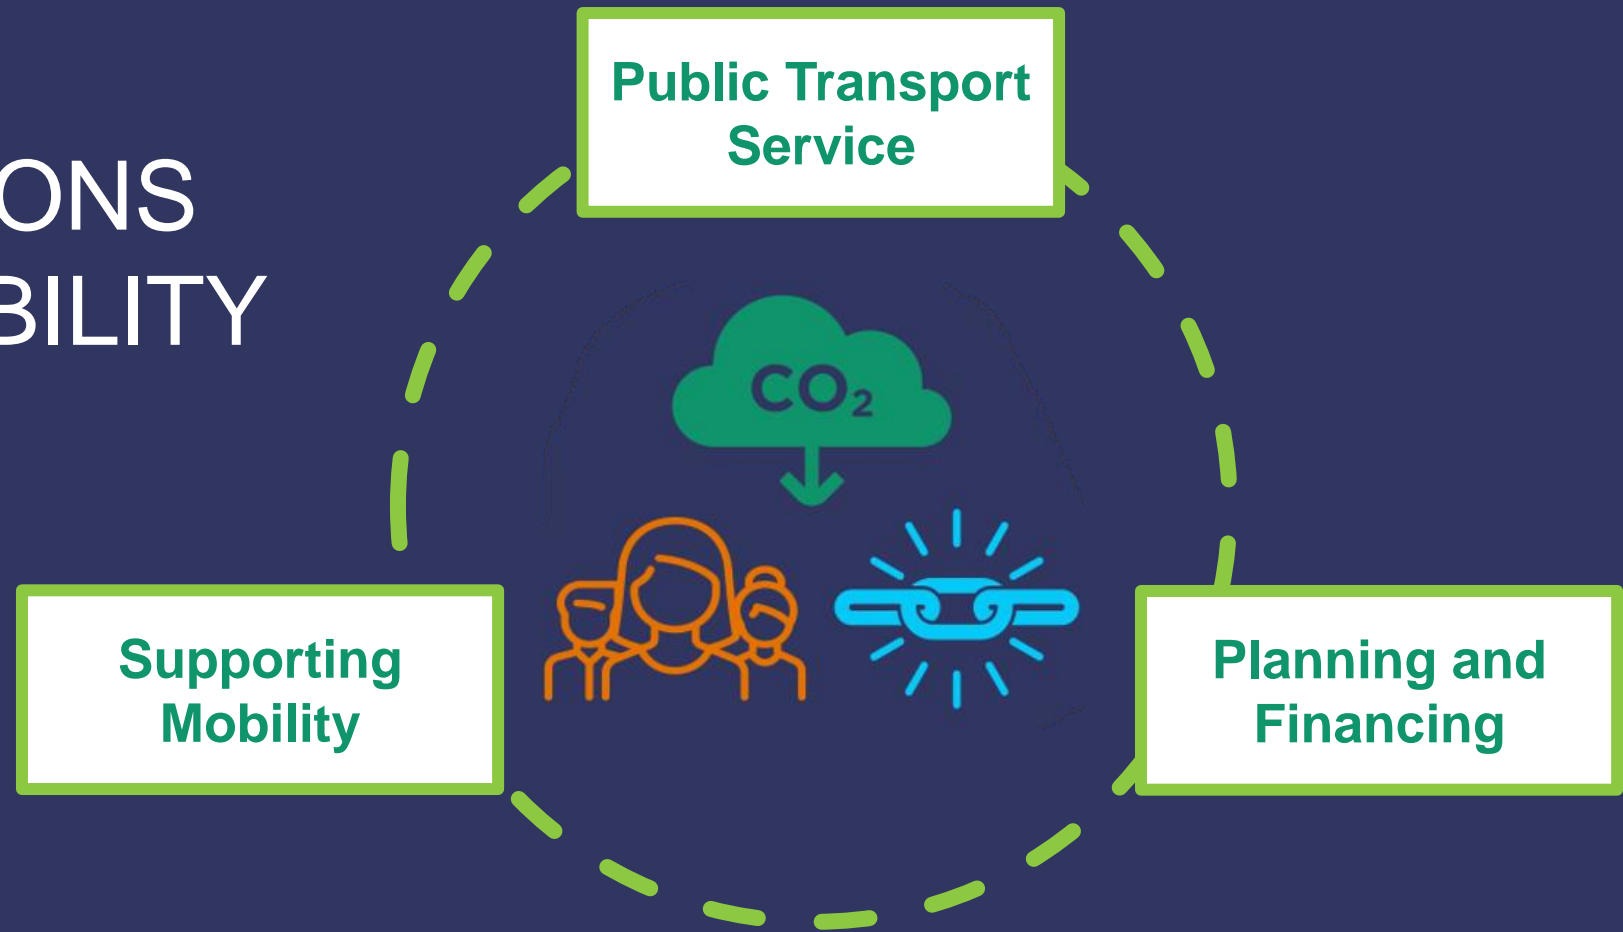 Public Transport
Service
ONS
BILITY
CO₂
Supporting
Mobility
Planning and
Financing